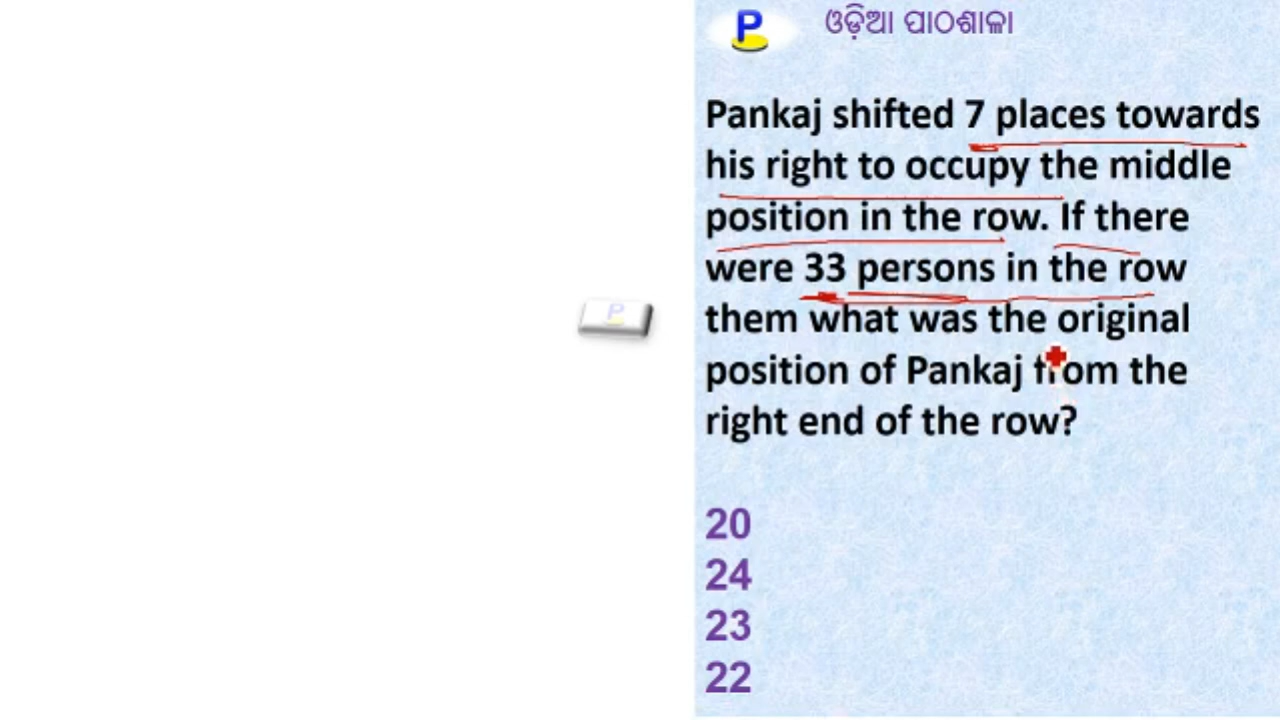 P
ଓଡ଼ିଆ ପାଠଶାଳା
Pankaj shifted 7 places towards
his right to occupy the middle
position in the row. If there
were 33 persons in the row
them what was the original
position of Pankaj from the
right end of the row?
P
20
24
23
22